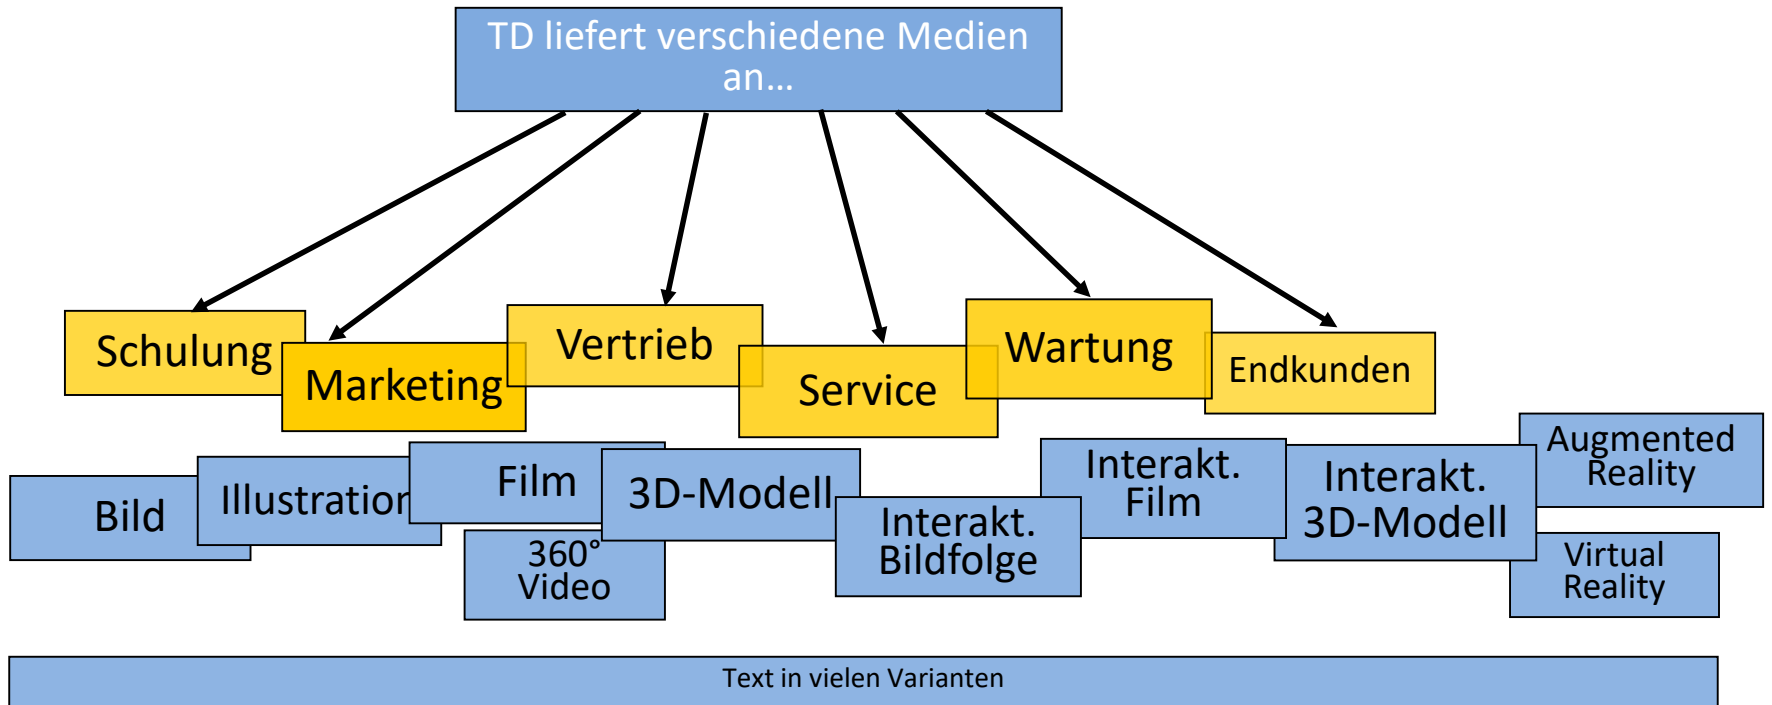 TD liefert verschiedene Medien
an...
Schulung
Marketing
Vertrieb
Service
Wartung
Endkunden
Bild
Illustration
Film
360°
Video
3D-Modell
Interakt.
Bildfolge
Interakt.
Film
Interakt.
3D-Modell
Augmented
Reality
Virtual
Reality
Text in vielen Varianten